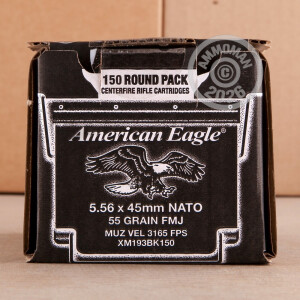 150 ROUND PACK
CENTERFIRE RIFLE CARTRIDGES
AMMOMAN
©
2026
American Eagle®
5.56 x 45mm NATO
55 GRAIN FMJ
MUZ VEL 3165 FPS
XM193BK150